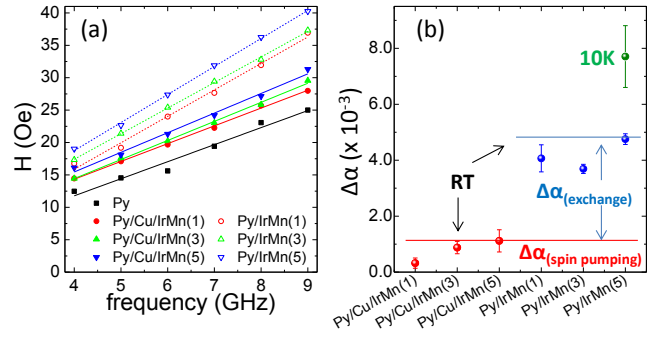 (a)
H (Oe)
40
35
30
25
20
15
10
5
0
Py
Py/Cu/IrMn(1) Py/IrMn(1)
Py/Cu/IrMn(3) Py/IrMn(3)
Py/Cu/IrMn(5) Py/IrMn(5)
4 5 6 7 8 9
frequency (GHz)
(b)
Δα (x 10⁻³)
8.0
6.0
4.0
2.0
0.0
10K
RT
Δα(exchange)
Δα(spin pumping)
Py/Cu/IrMn(1)
Py/Cu/IrMn(3)
Py/Cu/IrMn(5)
Py/IrMn(1)
Py/IrMn(3)
Py/IrMn(5)